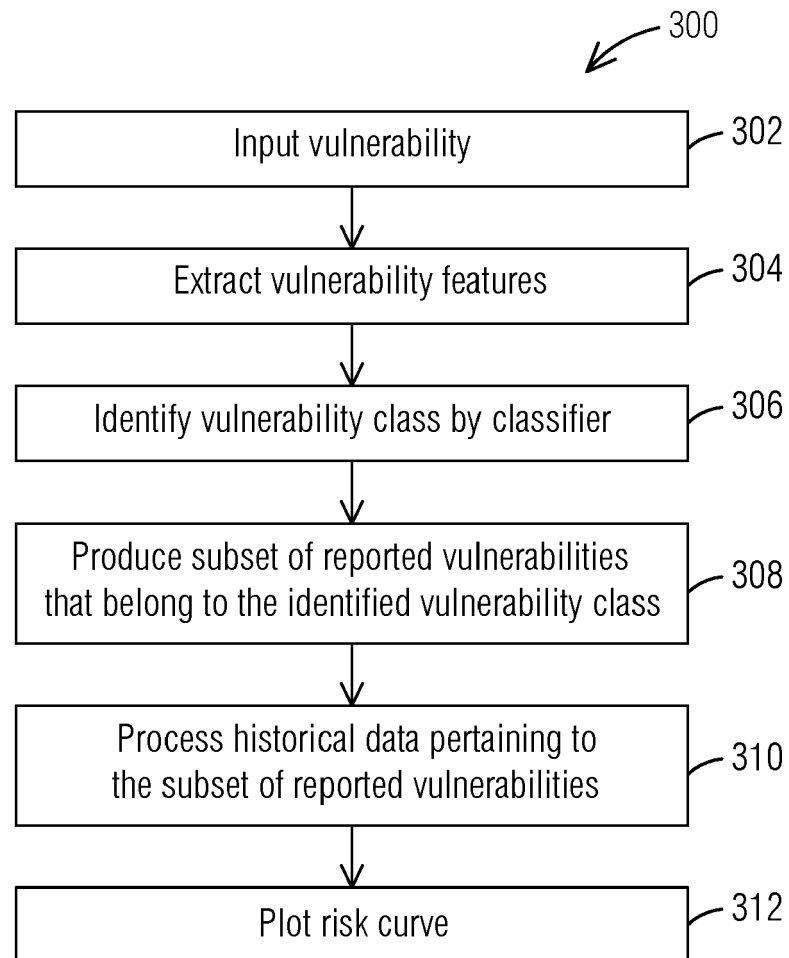 300
Input vulnerability
302
Extract vulnerability features
304
Identify vulnerability class by classifier
306
Produce subset of reported vulnerabilities
that belong to the identified vulnerability class
308
Process historical data pertaining to
the subset of reported vulnerabilities
310
Plot risk curve
312